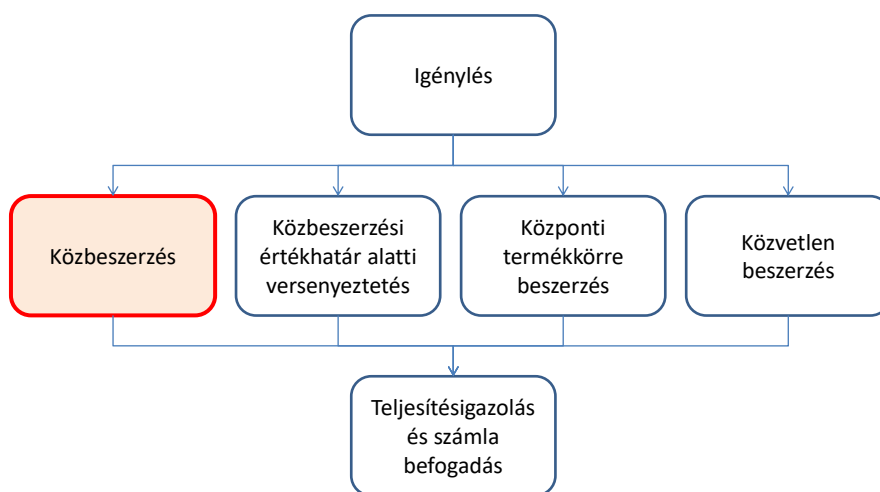 Igénylés
Közbeszerzés
Közbeszerzési
értékhatár alatti
versenyeztetés
Központi
termékkörre
beszerzés
Közvetlen
beszerzés
Teljesítésigazolás
és számla
befogadás